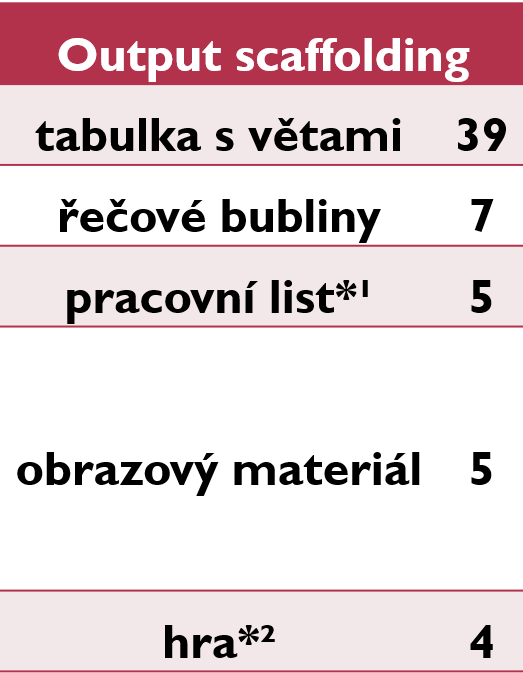 Output scaffolding
tabulka s větami 39
řečové bubliny 7
pracovní list*¹ 5
obrazový materiál 5
hra*² 4